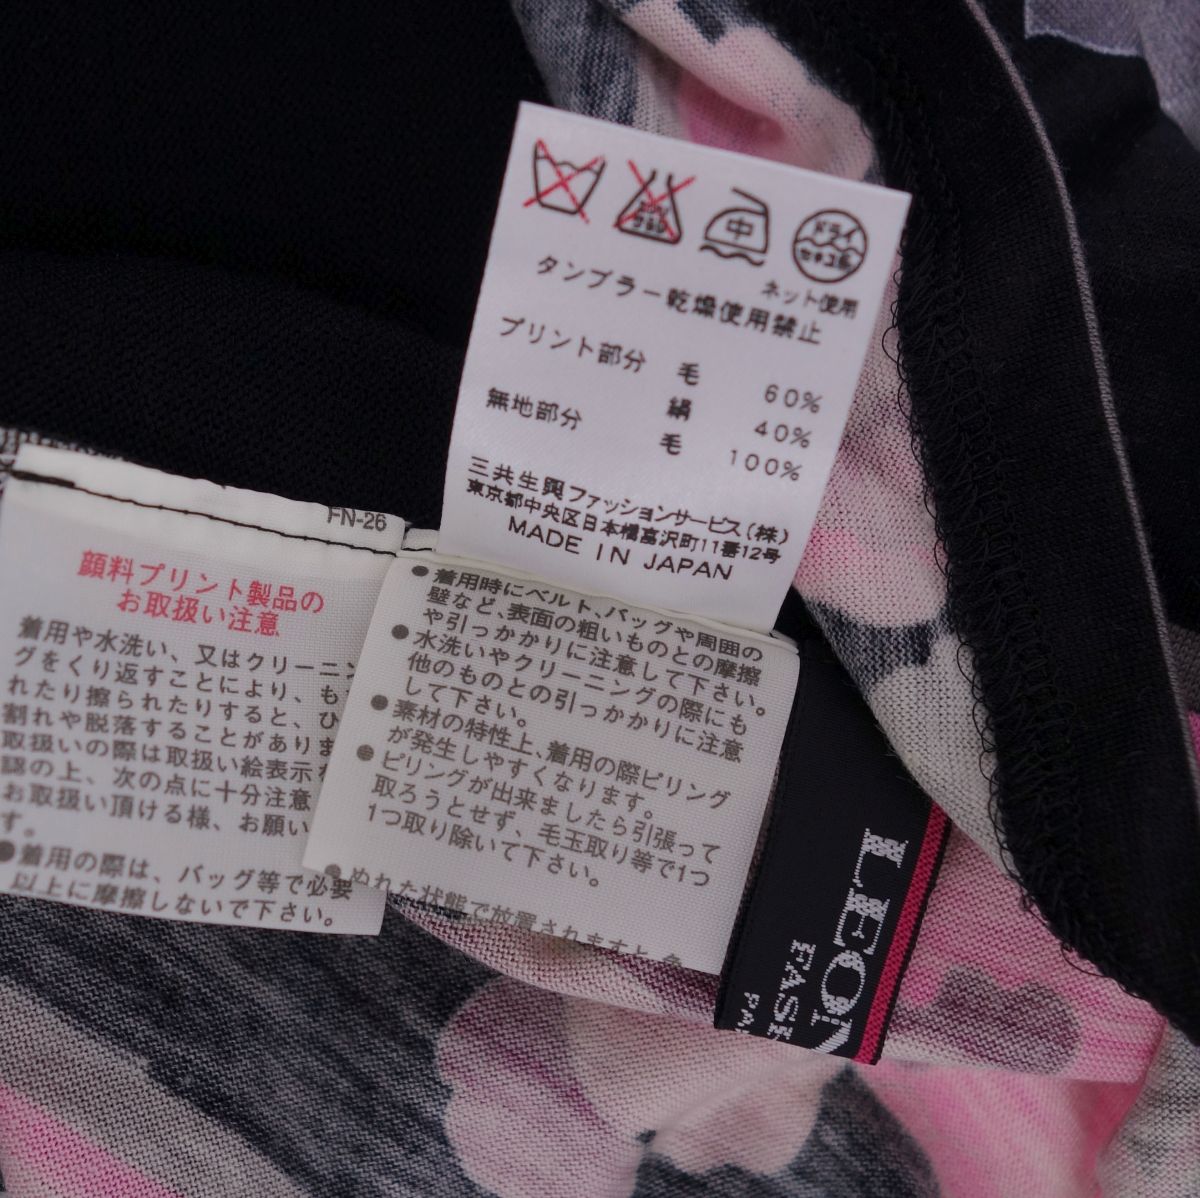 中
ドライ
セキユ系
ネット使用
タンブラー乾燥使用禁止
プリント部分 毛 60%
絹 40%
無地部分 毛 100%
三共生興ファッションサービス(株)
東京都中央区日本橋富沢町11番12号
MADE IN JAPAN
FN-26
顔料プリント製品の
お取扱い注意
着用や水洗い、又はクリーニン
グをくり返すことにより、も
れたり擦られたりすると、ひ
割れや脱落することがありま
取扱いの際は取扱い絵表示
認の上、次の点に十分注意
お取扱い頂ける様、お願い
す。
●着用の際は、バッグ等で必要
以上に摩擦しないで下さい。
●着用時にベルト、バッグや周囲の
壁など、表面の粗いものとの摩擦
や引っかかりに注意して下さい。
●水洗いやクリーニングの際にも
他のものとの引っかかりに注意
して下さい。
●素材の特性上、着用の際ピリング
が発生しやすくなります。
●ピリングが出来ましたら引張って
取ろうとせず、毛玉取り等で1つ
1つ取り除いて下さい。
●ぬれた状態で放置されますと
LEON
FASH
PA